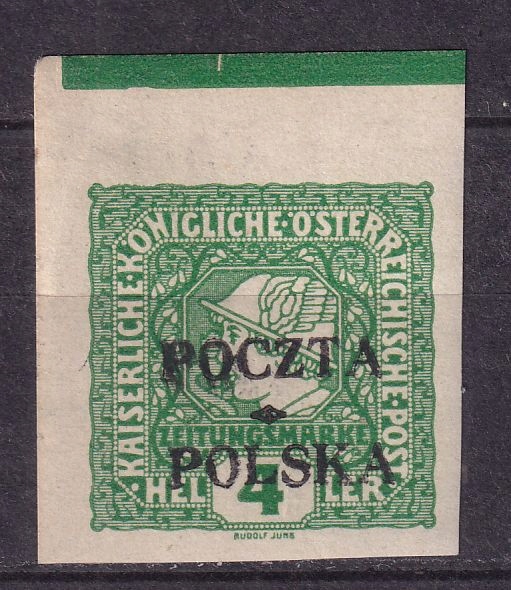 KAISERLICHE·KÖNIGLICHE·ÖSTERREICHISCHE·POST
POCZTA
ZEITUNGSMARKE
POLSKA
HEL 4 LER
RUDOLF JUNK